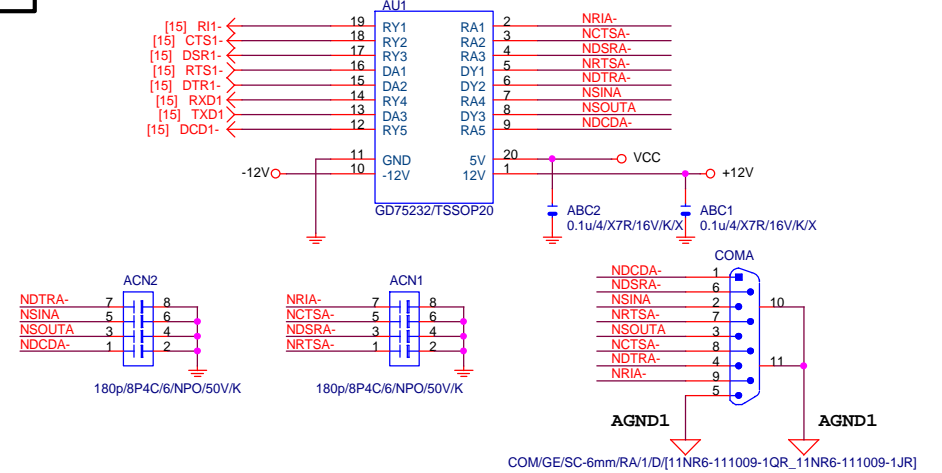 AU1
[15] RI1- 19 RY1 RA1 2 NRIA-
[15] CTS1- 18 RY2 RA2 3 NCTSA-
[15] DSR1- 17 RY3 RA3 4 NDSRA-
[15] RTS1- 16 DA1 DY1 5 NRTSA-
[15] DTR1- 15 DA2 DY2 6 NDTRA-
[15] RXD1 14 RY4 RA4 7 NSINA
[15] TXD1 13 DA3 DY3 8 NSOUTA
[15] DCD1- 12 RY5 RA5 9 NDCDA-
11 GND 5V 20 VCC
-12V 10 -12V 12V 1 +12V
GD75232/TSSOP20
ABC2
0.1u/4/X7R/16V/K/X
ABC1
0.1u/4/X7R/16V/K/X
ACN2
NDTRA- 7 8
NSINA 5 6
NSOUTA 3 4
NDCDA- 1 2
180p/8P4C/6/NPO/50V/K
ACN1
NRIA- 7 8
NCTSA- 5 6
NDSRA- 3 4
NRTSA- 1 2
180p/8P4C/6/NPO/50V/K
COMA
NDCDA- 1
NDSRA- 6
NSINA 2 10
NRTSA- 7
NSOUTA 3
NCTSA- 8
NDTRA- 4 11
NRIA- 9
5
AGND1 AGND1
COM/GE/SC-6mm/RA/1/D/[11NR6-111009-1QR_11NR6-111009-1JR]